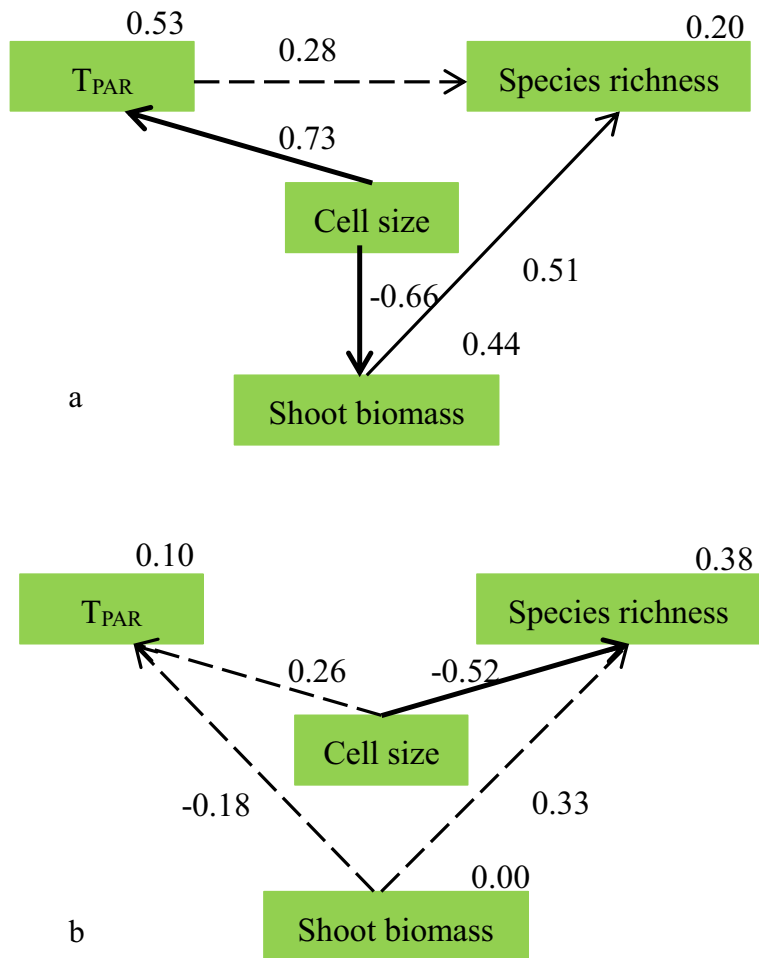 0.53
0.20
T_PAR
0.28
Species richness
0.73
Cell size
0.51
-0.66
0.44
a
Shoot biomass
0.10
0.38
T_PAR
Species richness
0.26
-0.52
Cell size
-0.18
0.33
0.00
b
Shoot biomass